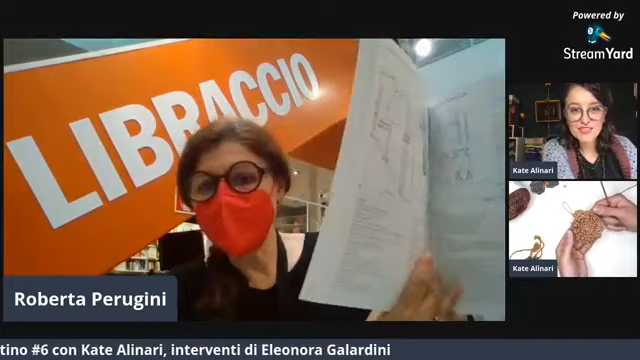 Powered by
StreamYard
LIBRACCIO
Kate Alinari
Kate Alinari
Roberta Perugini
tino #6 con Kate Alinari, interventi di Eleonora Galardini